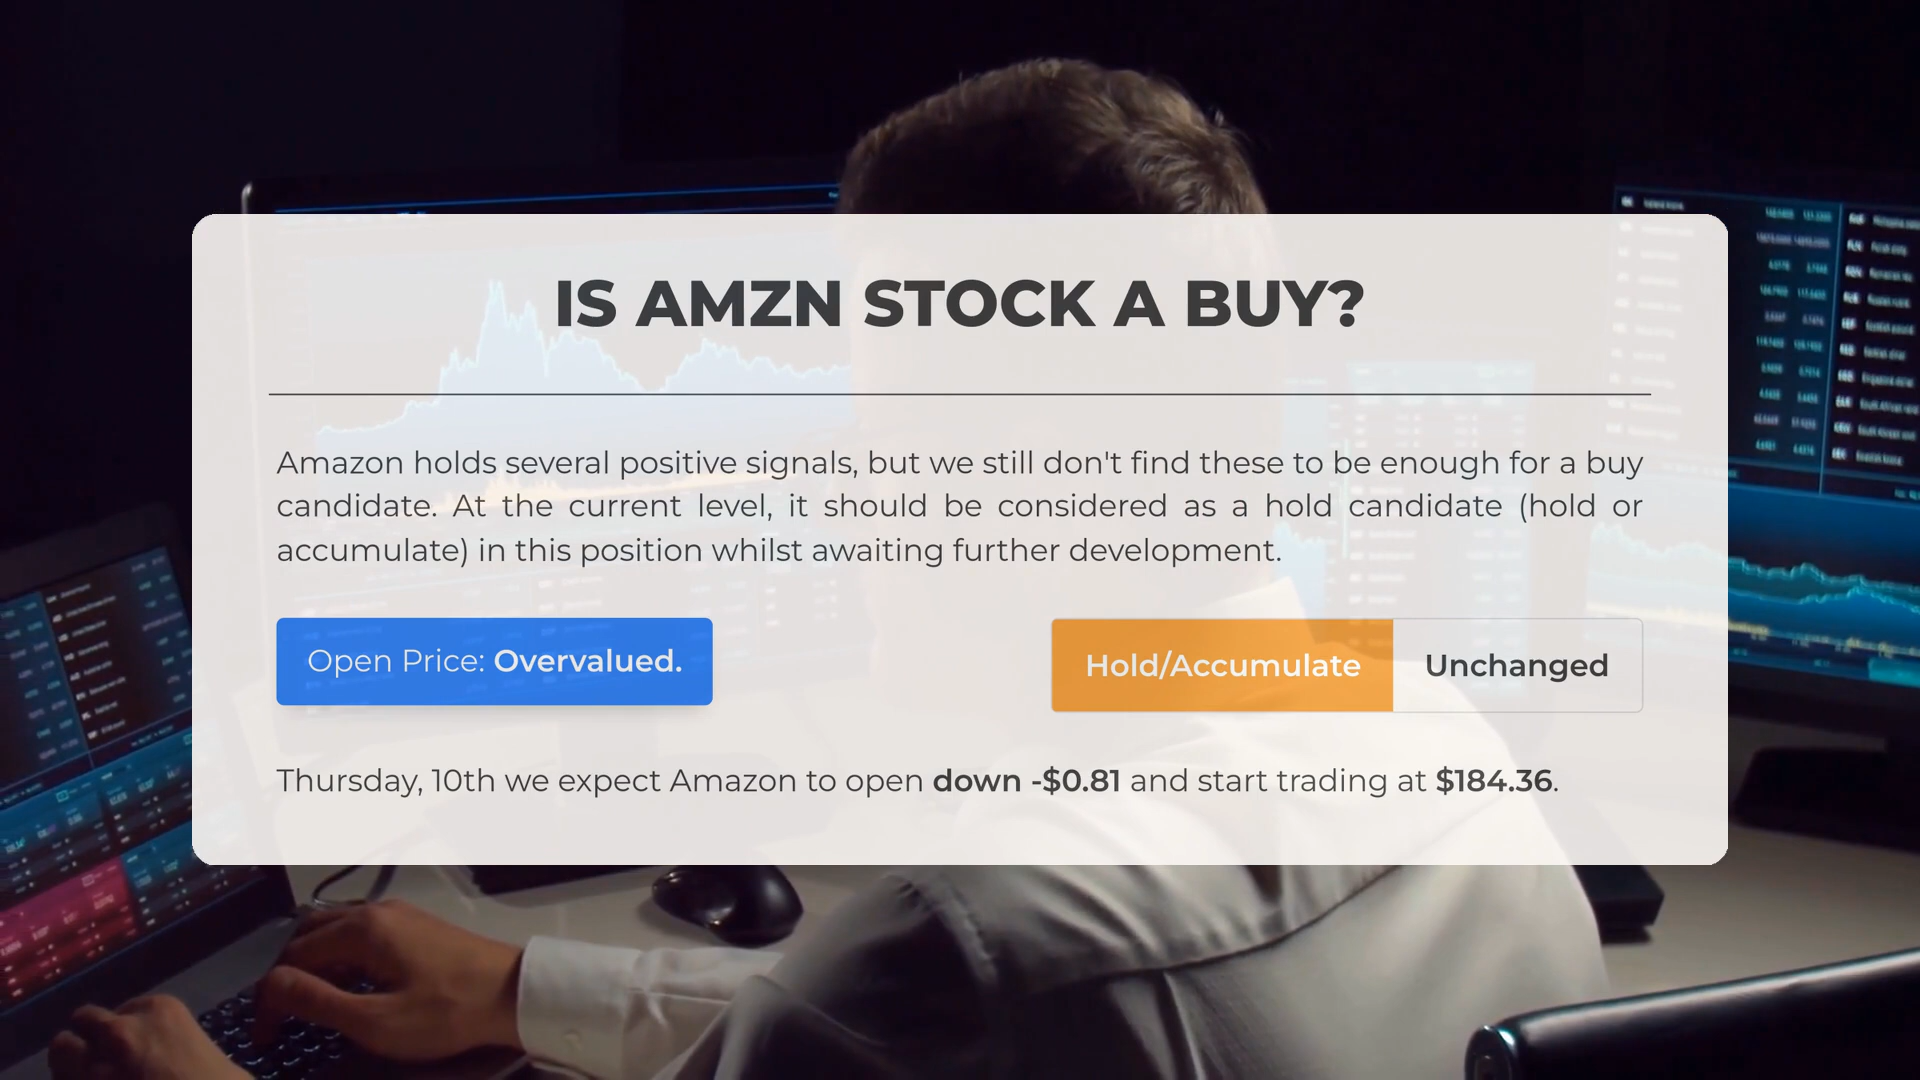 IS AMZN STOCK A BUY?
Amazon holds several positive signals, but we still don't find these to be enough for a buy
candidate. At the current level, it should be considered as a hold candidate (hold or
accumulate) in this position whilst awaiting further development.
Open Price: Overvalued.
Hold/Accumulate Unchanged
Thursday, 10th we expect Amazon to open down -$0.81 and start trading at $184.36.